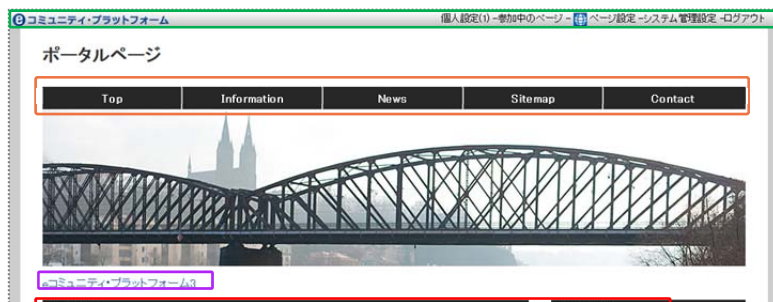 eコミュニティ・プラットフォーム 個人設定(1) -参加中のページ - ページ設定 -システム管理設定 -ログアウト
ポータルページ
Top Information News Sitemap Contact
eコミュニティ・プラットフォーム3